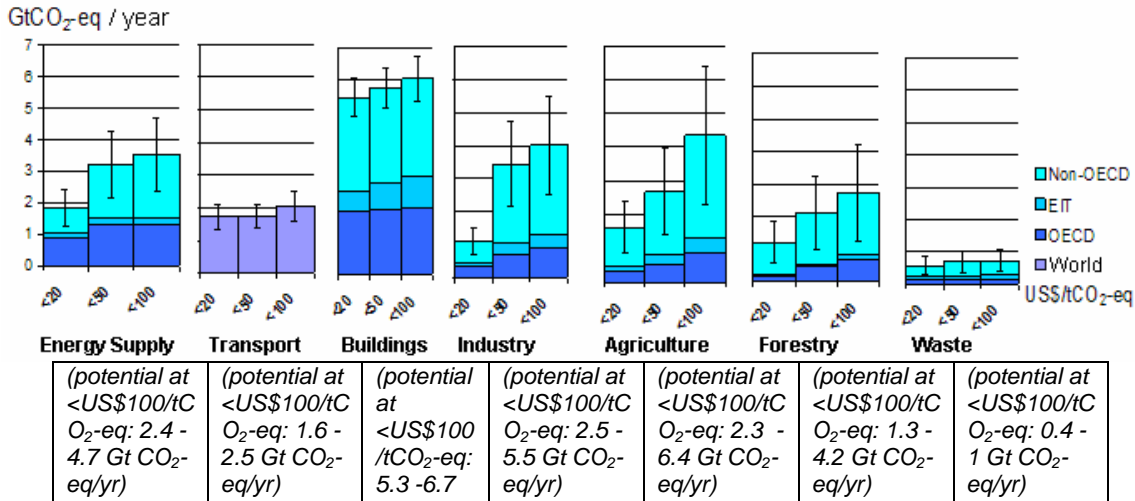 GtCO₂-eq / year
7
6
5
4
3
2
1
0
<20
<50
<100
<20
<50
<100
<20
<50
<100
<20
<50
<100
<20
<50
<100
<20
<50
<100
<20
<50
<100
Non-OECD
EIT
OECD
World
US$/tCO₂-eq
Energy Supply
Transport
Buildings
Industry
Agriculture
Forestry
Waste
(potential at
<US$100/tC
O₂-eq: 2.4 -
4.7 Gt CO₂-
eq/yr)
(potential at
<US$100/tC
O₂-eq: 1.6 -
2.5 Gt CO₂-
eq/yr)
(potential
at
<US$100
/tCO₂-eq:
5.3 -6.7
(potential at
<US$100/tC
O₂-eq: 2.5 -
5.5 Gt CO₂-
eq/yr)
(potential at
<US$100/tC
O₂-eq: 2.3 -
6.4 Gt CO₂-
eq/yr)
(potential at
<US$100/tC
O₂-eq: 1.3 -
4.2 Gt CO₂-
eq/yr)
(potential at
<US$100/tC
O₂-eq: 0.4 -
1 Gt CO₂-
eq/yr)